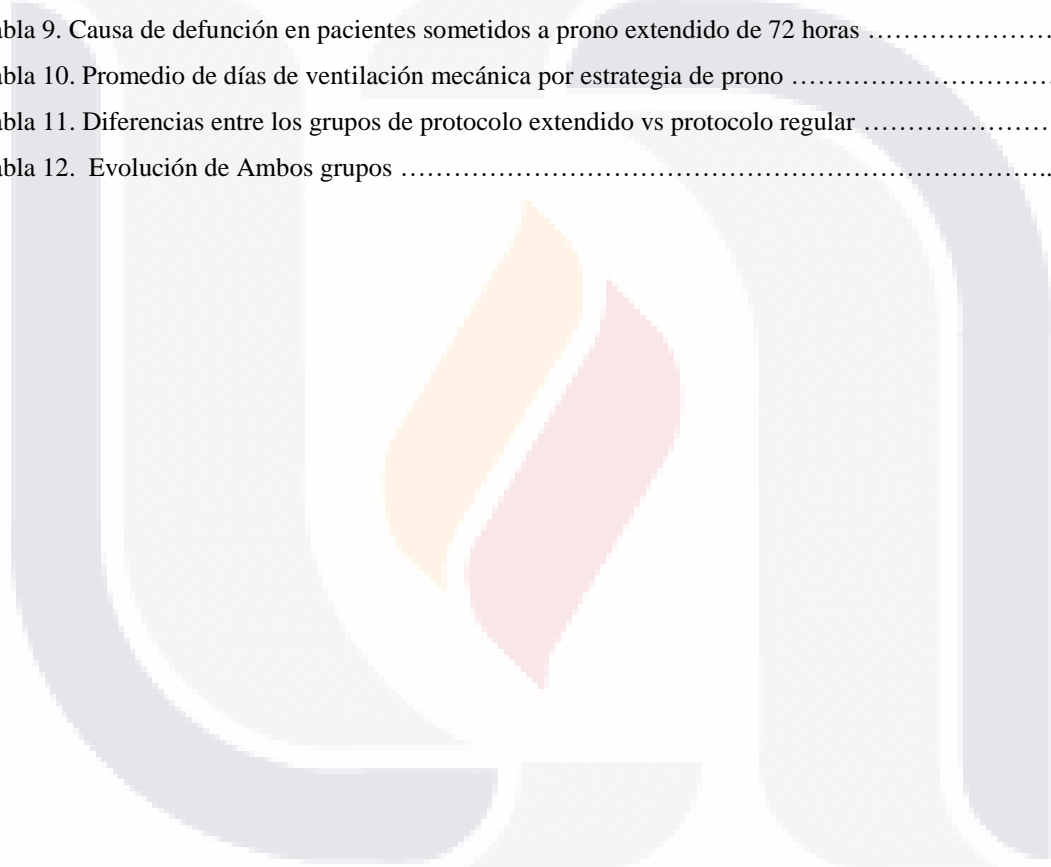 abla 9. Causa de defunción en pacientes sometidos a prono extendido de 72 horas ………………….
abla 10. Promedio de días de ventilación mecánica por estrategia de prono …………………………
abla 11. Diferencias entre los grupos de protocolo extendido vs protocolo regular …………………
abla 12.  Evolución de Ambos grupos …………………………………………………………………..